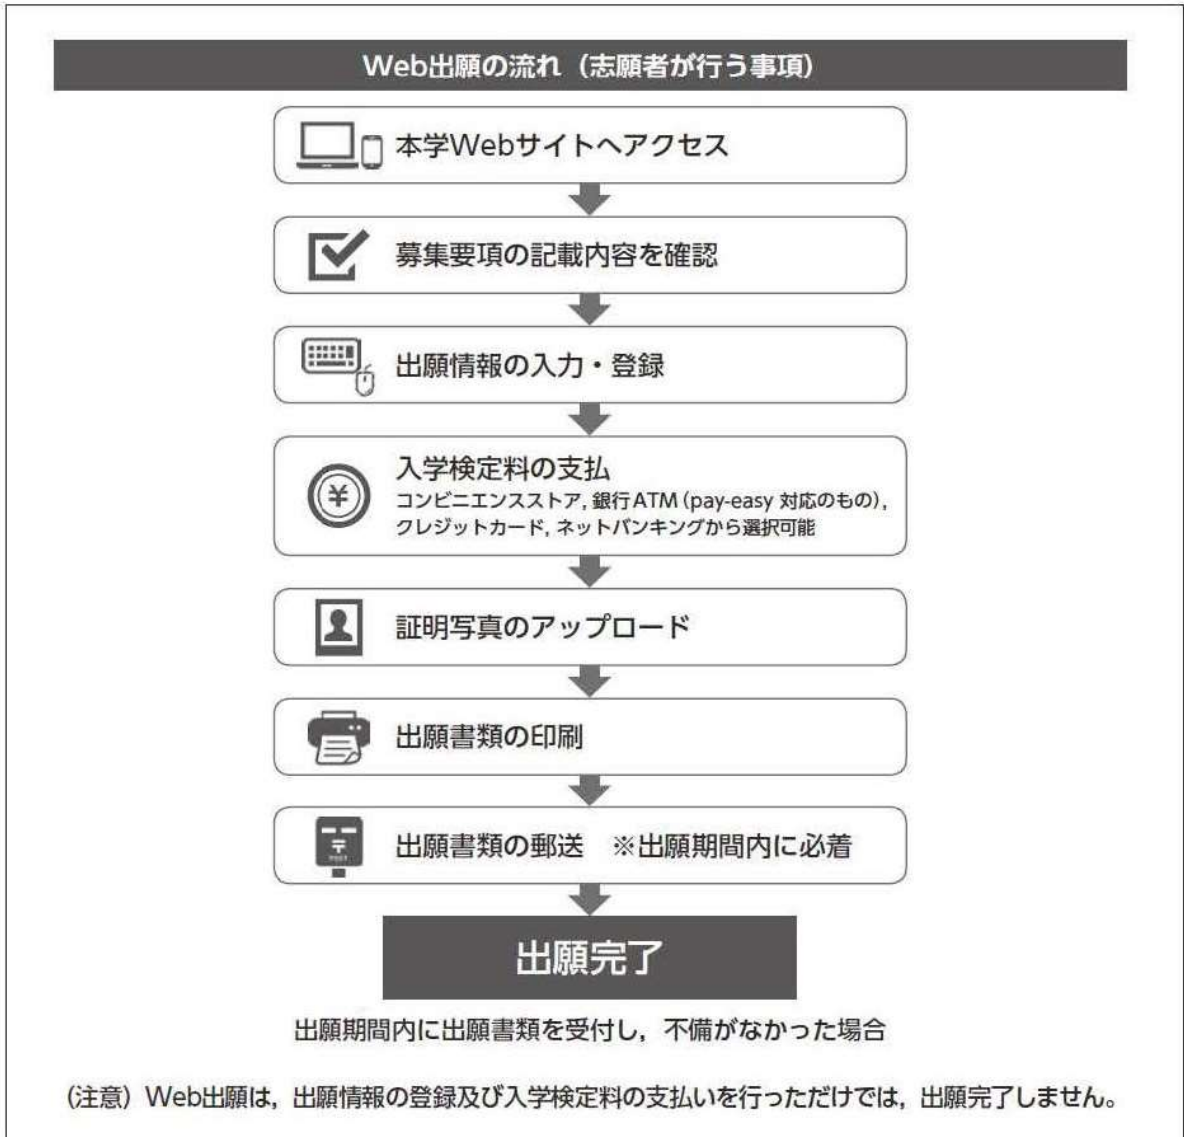 Web出願の流れ（志願者が行う事項）
本学Webサイトへアクセス
募集要項の記載内容を確認
出願情報の入力・登録
入学検定料の支払
コンビニエンスストア, 銀行ATM（pay-easy 対応のもの）,
クレジットカード, ネットバンキングから選択可能
証明写真のアップロード
出願書類の印刷
出願書類の郵送　※出願期間内に必着
出願完了
出願期間内に出願書類を受付し，不備がなかった場合
（注意）Web出願は，出願情報の登録及び入学検定料の支払いを行っただけでは，出願完了しません。